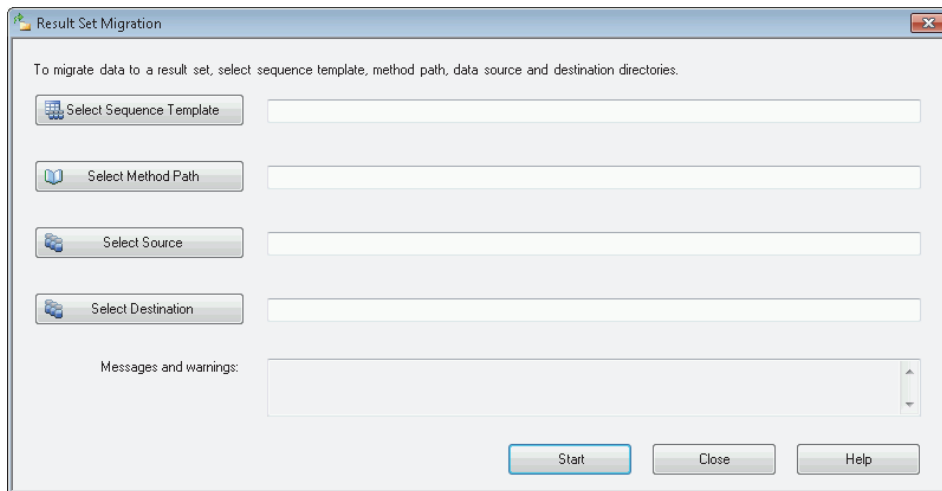 Result Set Migration
To migrate data to a result set, select sequence template, method path, data source and destination directories.
Select Sequence Template
Select Method Path
Select Source
Select Destination
Messages and warnings:
Start Close Help